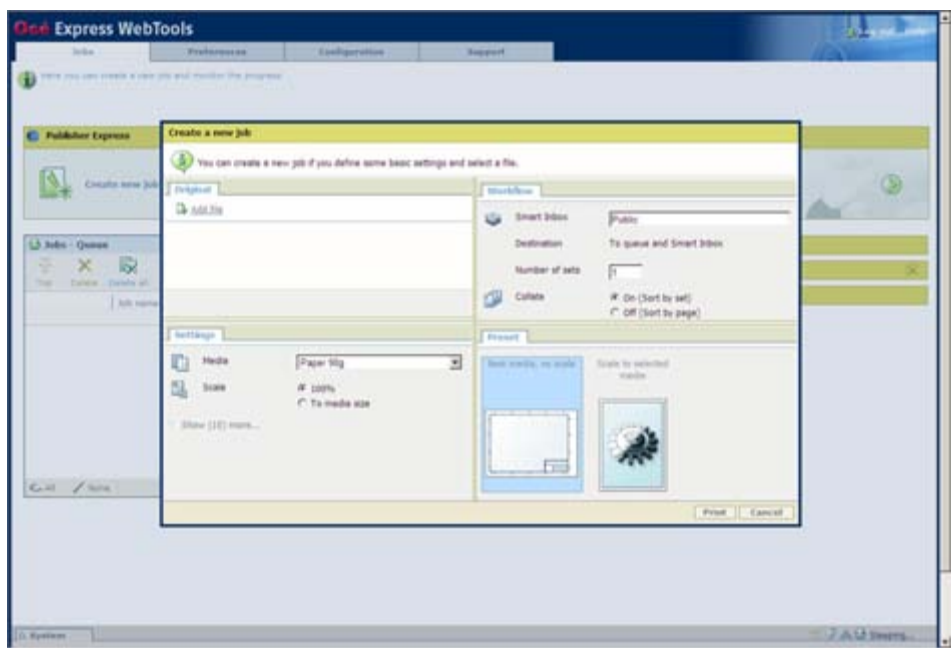 Océ Express WebTools
Jobs Preferences Configuration Support
Here you can create a new job and monitor the progress
Publisher Express
Create new job
Jobs - Queue
Top Delete Delete all
Job name
All None
Create a new job
You can create a new job if you define some basic settings and select a file.
Original
Add file
Workflow
Smart Inbox Public
Destination To queue and Smart Inbox
Number of sets 1
Collate On (Sort by set)
Off (Sort by page)
Settings
Media Paper 90g
Scale 100%
To media size
Show (10) more...
Preset
media, no scale
Scale to selected
media
Print Cancel
System
Sleeping...